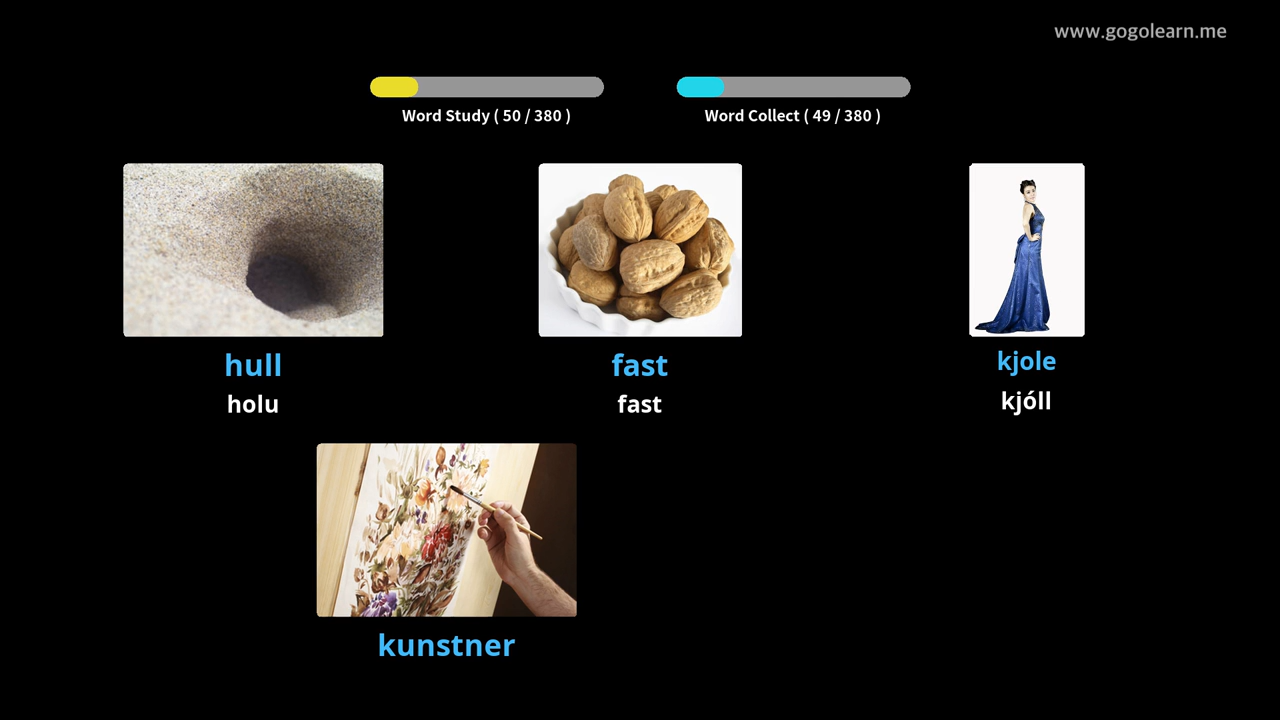 www.gogolearn.me
Word Study ( 50 / 380 )
Word Collect ( 49 / 380 )
hull
holu
fast
fast
kjole
kjóll
kunstner